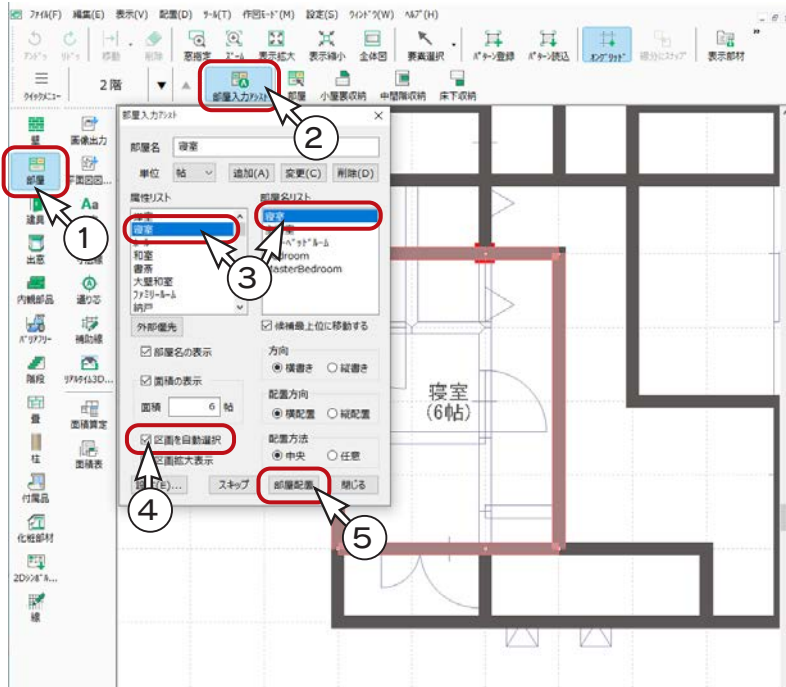 ファイル(F) 編集(E) 表示(V) 配置(D) ツール(T) 作図モード(M) 設定(S) ウィンドウ(W) ヘルプ(H)
アンドゥ リドゥ 移動 削除 窓指定 ズーム 表示拡大 表示縮小 全体図 要素選択 パターン登録 パターン読込 オングリッド 線分にスナップ 表示部材
クイックメニュー 2階 部屋入力アシスト 部屋 小屋裏収納 中間階収納 床下収納
② 
壁 画像出力
部屋 平面図図...
建具 Aa
①
出窓
内観部品 通り芯
バリアフリー 補助線
階段 リアルタイム3D...
畳 面積算定
柱 面積表
付属品
化粧部材
2Dシンボル...
線
部屋入力アシスト
部屋名 寝室
単位 帖 追加(A) 変更(C) 削除(D)
属性リスト 部屋名リスト
寝室 寝室
③
和室
書斎 MasterBedroom
大壁和室
ファミリールーム
納戸
外部優先 候補最上位に移動する
部屋名の表示 方向
横書き 縦書き
面積の表示 配置方向
面積 6 帖 横配置 縦配置
区画を自動選択 配置方法
区画拡大表示 中央 任意
スキップ 部屋配置 閉じる
④
⑤
寝室
(6帖)